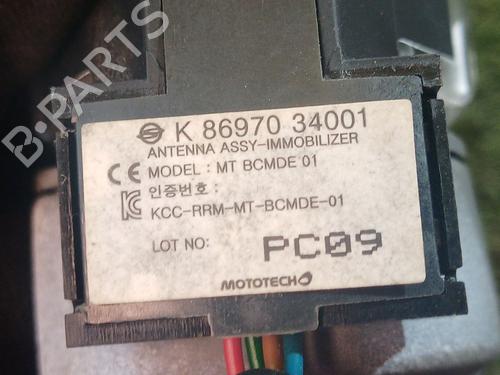 K 86970 34001
ANTENNA ASSY-IMMOBILIZER
MODEL : MT BCMDE 01
인증번호 :
KCC-RRM-MT-BCMDE-01
LOT NO: PC09
MOTOTECH
B-PARTS